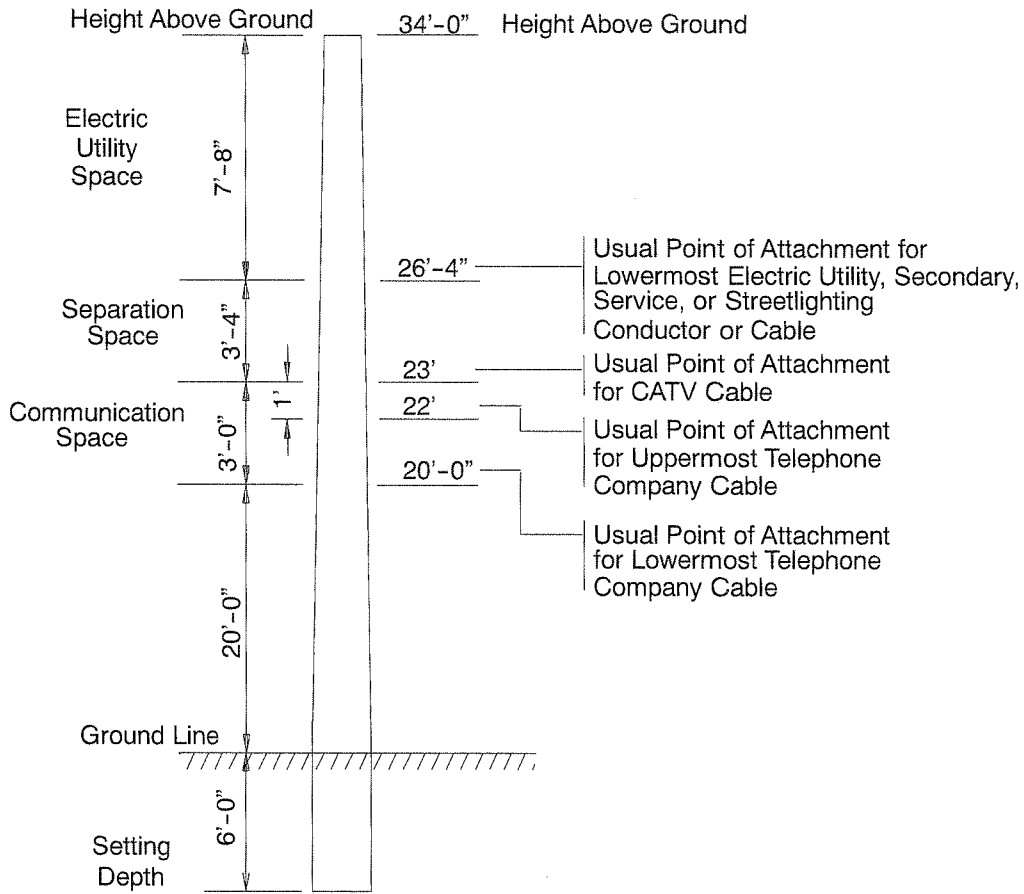 Height Above Ground
34'-0" Height Above Ground
Electric
Utility
Space
7'-8"
26'-4"
Usual Point of Attachment for
Lowermost Electric Utility, Secondary,
Service, or Streetlighting
Conductor or Cable
Separation
Space
3'-4"
23'
Usual Point of Attachment
for CATV Cable
1'
22'
Usual Point of Attachment
for Uppermost Telephone
Company Cable
Communication
Space
3'-0"
20'-0"
Usual Point of Attachment
for Lowermost Telephone
Company Cable
20'-0"
Ground Line
6'-0"
Setting
Depth